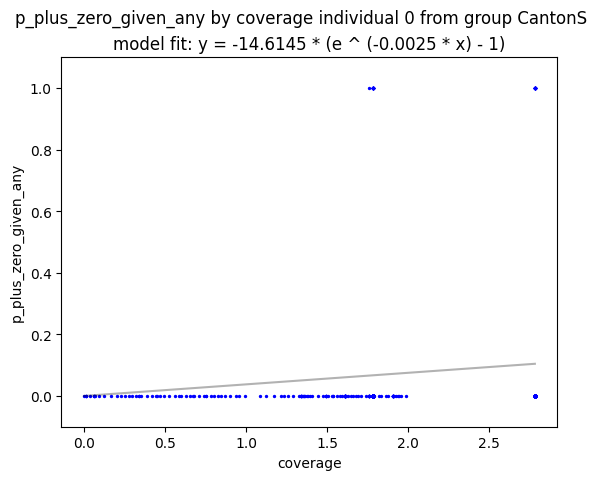 p_plus_zero_given_any by coverage individual 0 from group CantonS
model fit: y = -14.6145 * (e ^ (-0.0025 * x) - 1)
1.0
0.8
0.6
0.4
0.2
0.0
p_plus_zero_given_any
0.0 0.5 1.0 1.5 2.0 2.5
coverage